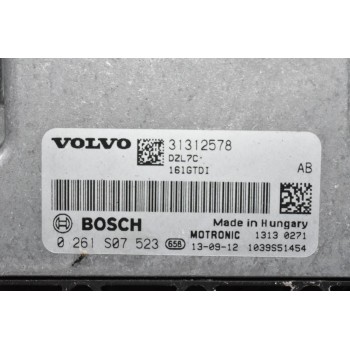 VOLVO 31312578
DZL7C-
161GTDI AB
BOSCH Made in Hungary
MOTRONIC 1313 0271
0 261 S07 523 658 13-09-12 1039S51454